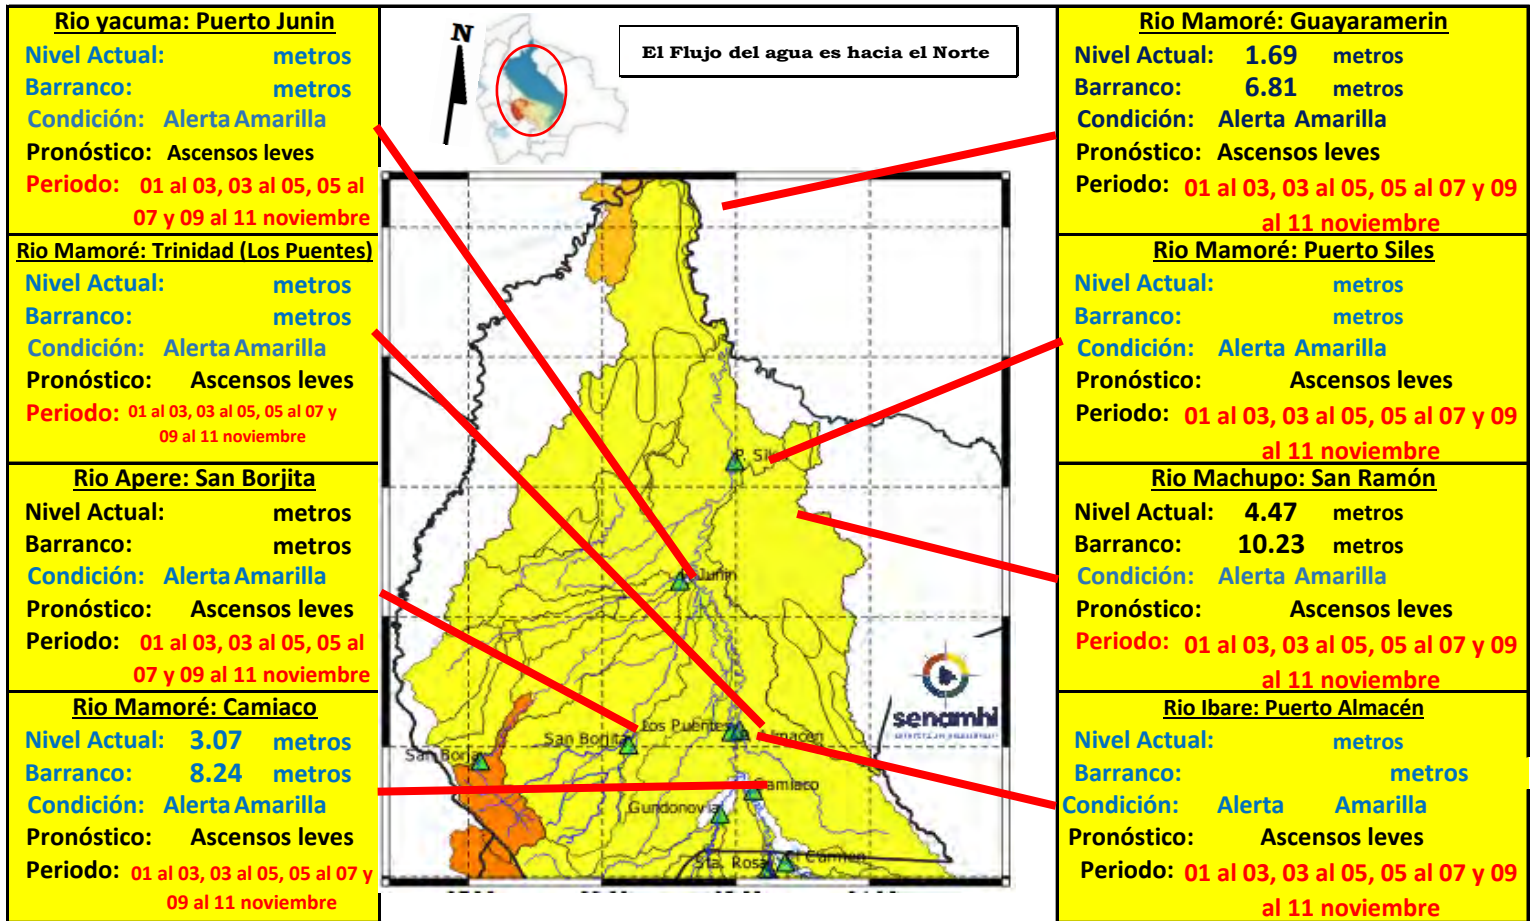 Rio yacuma: Puerto Junin
Nivel Actual: metros
Barranco: metros
Condición: Alerta Amarilla
Pronóstico: Ascensos leves
Periodo: 01 al 03, 03 al 05, 05 al
07 y 09 al 11 noviembre
Rio Mamoré: Trinidad (Los Puentes)
Nivel Actual: metros
Barranco: metros
Condición: Alerta Amarilla
Pronóstico: Ascensos leves
Periodo: 01 al 03, 03 al 05, 05 al 07 y
09 al 11 noviembre
Rio Apere: San Borjita
Nivel Actual: metros
Barranco: metros
Condición: Alerta Amarilla
Pronóstico: Ascensos leves
Periodo: 01 al 03, 03 al 05, 05 al
07 y 09 al 11 noviembre
Rio Mamoré: Camiaco
Nivel Actual: 3.07 metros
Barranco: 8.24 metros
Condición: Alerta Amarilla
Pronóstico: Ascensos leves
Periodo: 01 al 03, 03 al 05, 05 al 07 y
09 al 11 noviembre
N
El Flujo del agua es hacia el Norte
P. Siles
Junin
Los Puentes
P. Almacen
San Borjita
San Borja
Camiaco
Gundonovia
Sta. Rosa
El Carmen
senamhi
Rio Mamoré: Guayaramerin
Nivel Actual: 1.69 metros
Barranco: 6.81 metros
Condición: Alerta Amarilla
Pronóstico: Ascensos leves
Periodo: 01 al 03, 03 al 05, 05 al 07 y 09
al 11 noviembre
Rio Mamoré: Puerto Siles
Nivel Actual: metros
Barranco: metros
Condición: Alerta Amarilla
Pronóstico: Ascensos leves
Periodo: 01 al 03, 03 al 05, 05 al 07 y 09
al 11 noviembre
Rio Machupo: San Ramón
Nivel Actual: 4.47 metros
Barranco: 10.23 metros
Condición: Alerta Amarilla
Pronóstico: Ascensos leves
Periodo: 01 al 03, 03 al 05, 05 al 07 y 09
al 11 noviembre
Rio Ibare: Puerto Almacén
Nivel Actual: metros
Barranco: metros
Condición: Alerta Amarilla
Pronóstico: Ascensos leves
Periodo: 01 al 03, 03 al 05, 05 al 07 y 09
al 11 noviembre